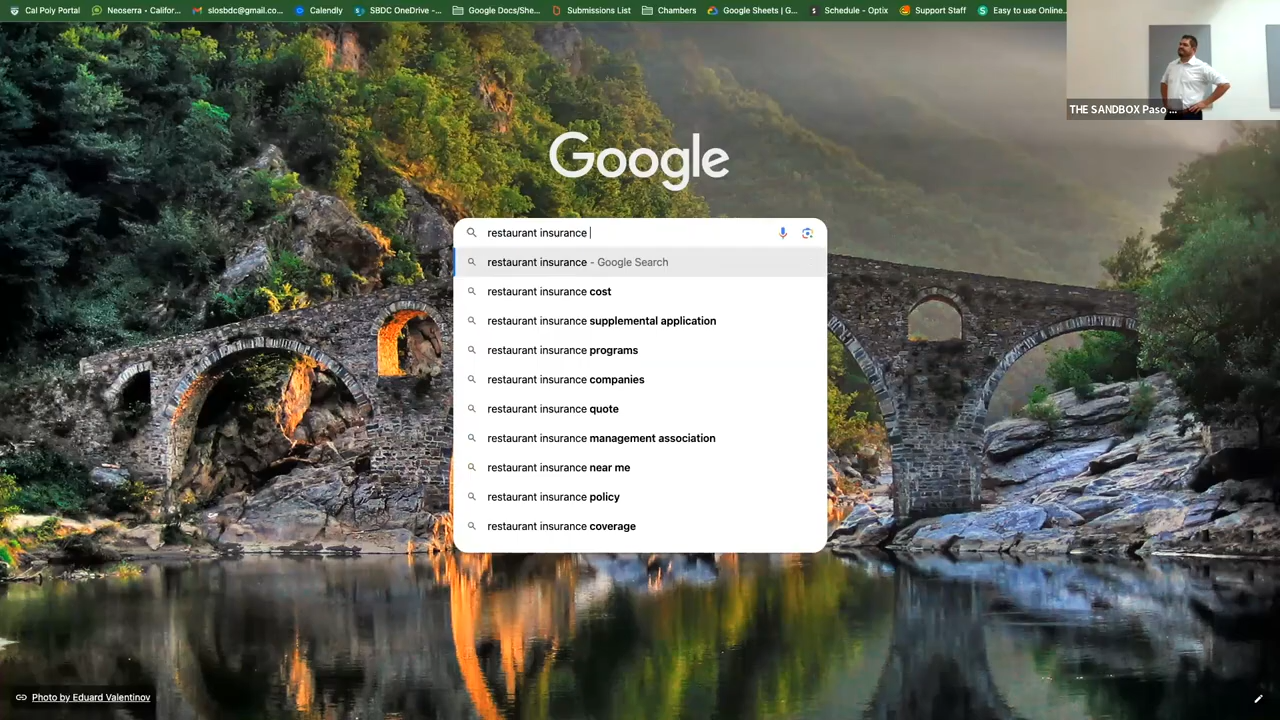 Cal Poly Portal
Neoserra • Califor...
slosbdc@gmail.co...
Calendly
SBDC OneDrive -...
Google Docs/She...
Submissions List
Chambers
Google Sheets | G...
Schedule - Optix
Support Staff
Easy to use Online...
THE SANDBOX Paso ...
Google
restaurant insurance
restaurant insurance - Google Search
restaurant insurance cost
restaurant insurance supplemental application
restaurant insurance programs
restaurant insurance companies
restaurant insurance quote
restaurant insurance management association
restaurant insurance near me
restaurant insurance policy
restaurant insurance coverage
Photo by Eduard Valentinov